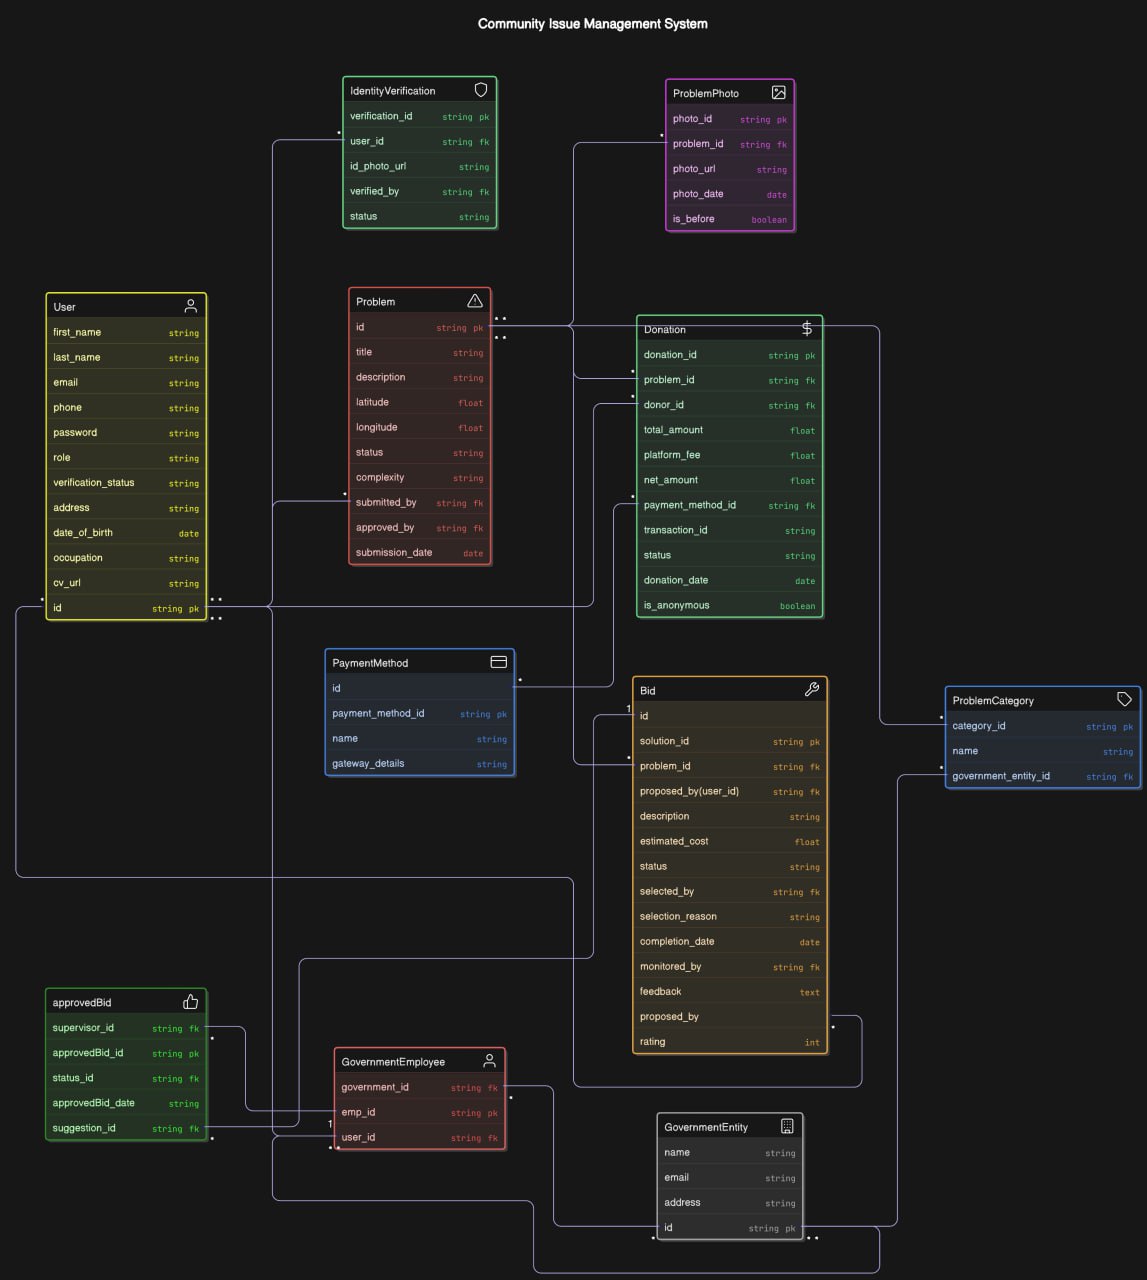 Community Issue Management System
IdentityVerification
verification_id string pk
user_id string fk
id_photo_url string
verified_by string fk
status string
ProblemPhoto
photo_id string pk
problem_id string fk
photo_url string
photo_date date
is_before boolean
User
first_name string
last_name string
email string
phone string
password string
role string
verification_status string
address string
date_of_birth date
occupation string
cv_url string
id string pk
Problem
id string pk
title string
description string
latitude float
longitude float
status string
complexity string
submitted_by string fk
approved_by string fk
submission_date date
Donation
donation_id string pk
problem_id string fk
donor_id string fk
total_amount float
platform_fee float
net_amount float
payment_method_id string fk
transaction_id string
status string
donation_date date
is_anonymous boolean
PaymentMethod
id
payment_method_id string pk
name string
gateway_details string
Bid
1
id
solution_id string pk
problem_id string fk
proposed_by(user_id) string fk
description string
estimated_cost float
status string
selected_by string fk
selection_reason string
completion_date date
monitored_by string fk
feedback text
proposed_by
rating int
ProblemCategory
category_id string pk
name string
government_entity_id string fk
approvedBid
supervisor_id string fk
approvedBid_id string pk
status_id string fk
approvedBid_date string
suggestion_id string fk
GovernmentEmployee
government_id string fk
emp_id string pk
1
user_id string fk
GovernmentEntity
name string
email string
address string
id string pk